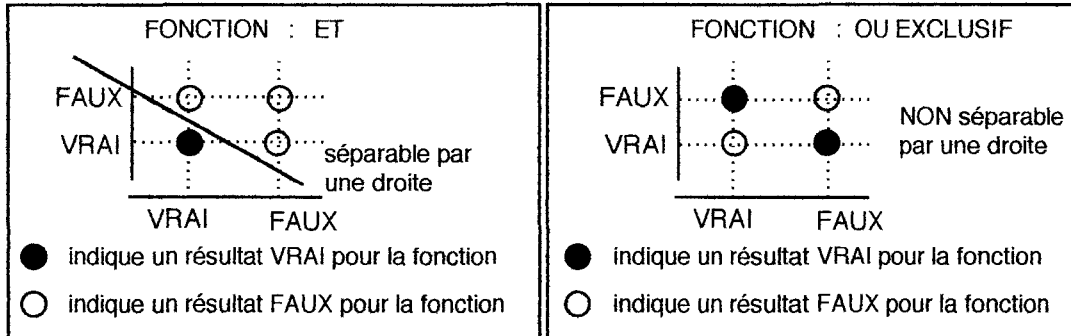 FONCTION : ET
FAUX
VRAI
séparable par
une droite
VRAI FAUX
indique un résultat VRAI pour la fonction
indique un résultat FAUX pour la fonction
FONCTION : OU EXCLUSIF
FAUX
VRAI
NON séparable
par une droite
VRAI FAUX
indique un résultat VRAI pour la fonction
indique un résultat FAUX pour la fonction